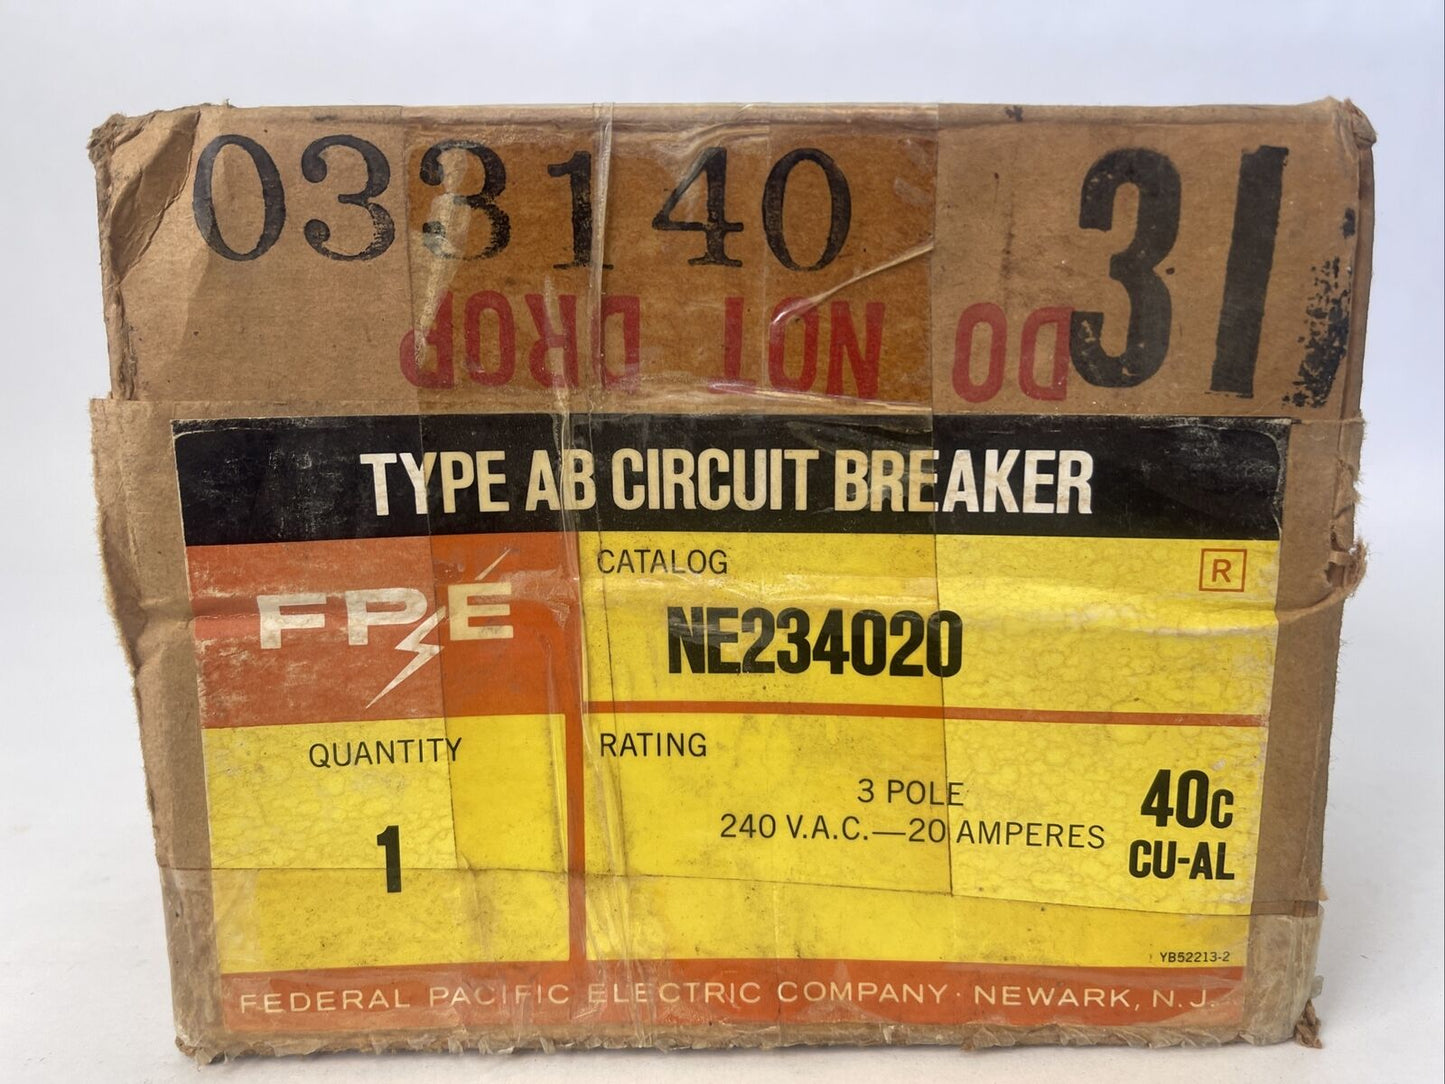 033140 31
DO NOT DROP
TYPE AB CIRCUIT BREAKER
FPE
CATALOG
R
NE234020
QUANTITY
1
RATING
3 POLE
240 V.A.C.—20 AMPERES
40C
CU-AL
YB52213-2
FEDERAL PACIFIC ELECTRIC COMPANY · NEWARK, N. J.